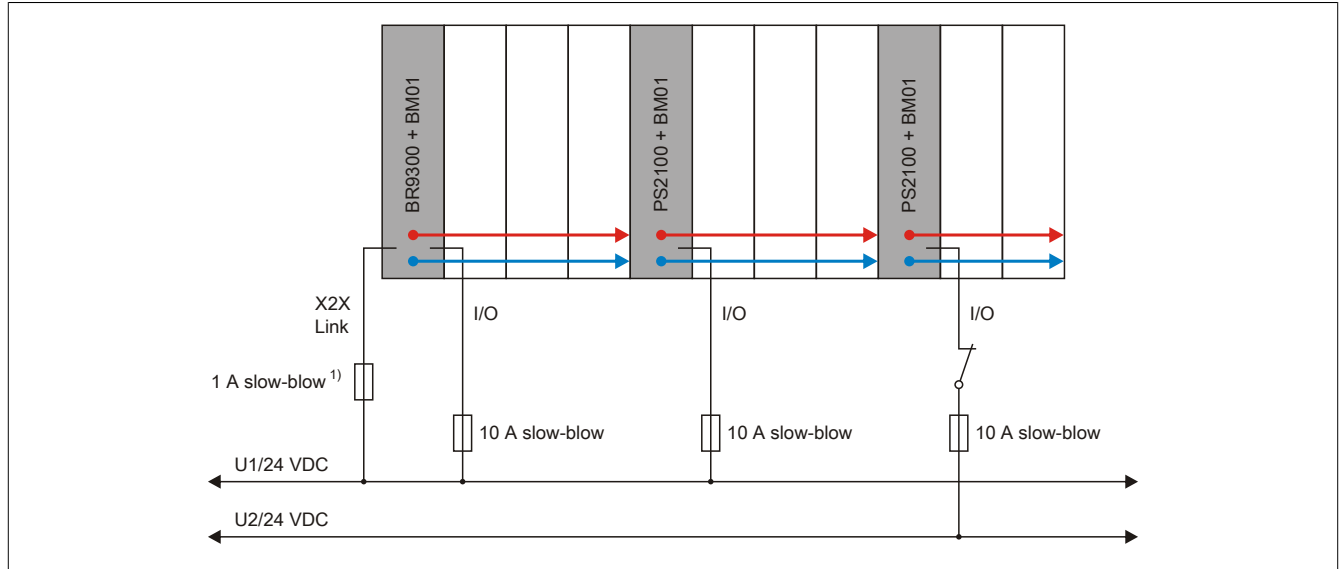 BR9300 + BM01
PS2100 + BM01
PS2100 + BM01
X2X
Link
I/O
I/O
I/O
1 A slow-blow 1)
10 A slow-blow
10 A slow-blow
10 A slow-blow
U1/24 VDC
U2/24 VDC